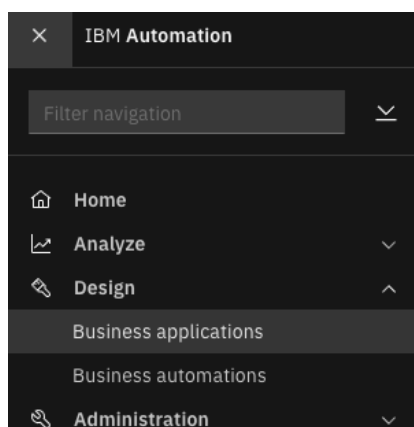 IBM Automation
Filter navigation
Home
Analyze
Design
Business applications
Business automations
Administration